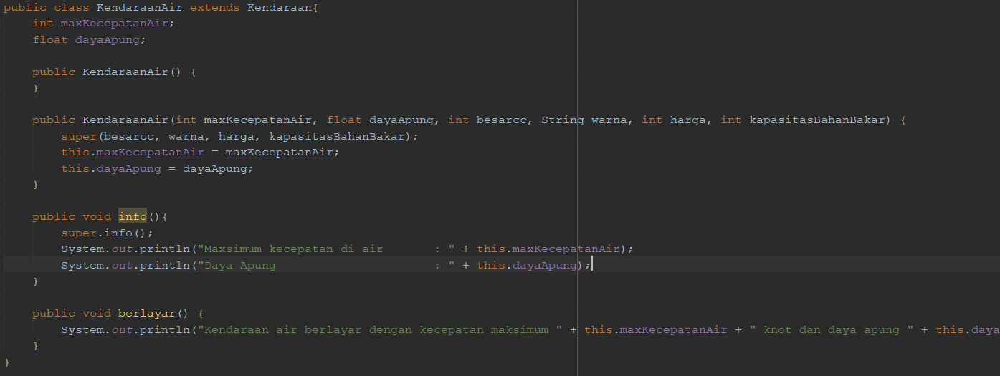 public class KendaraanAir extends Kendaraan{
    int maxKecepatanAir;
    float dayaApung;

    public KendaraanAir() {
    }

    public KendaraanAir(int maxKecepatanAir, float dayaApung, int besarcc, String warna, int harga, int kapasitasBahanBakar) {
        super(besarcc, warna, harga, kapasitasBahanBakar);
        this.maxKecepatanAir = maxKecepatanAir;
        this.dayaApung = dayaApung;
    }

    public void info(){
        super.info();
        System.out.println("Maxsimum kecepatan di air       : " + this.maxKecepatanAir);
        System.out.println("Daya Apung                      : " + this.dayaApung);
    }

    public void berlayar() {
        System.out.println("Kendaraan air berlayar dengan kecepatan maksimum " + this.maxKecepatanAir + " knot dan daya apung " + this.daya
    }
}